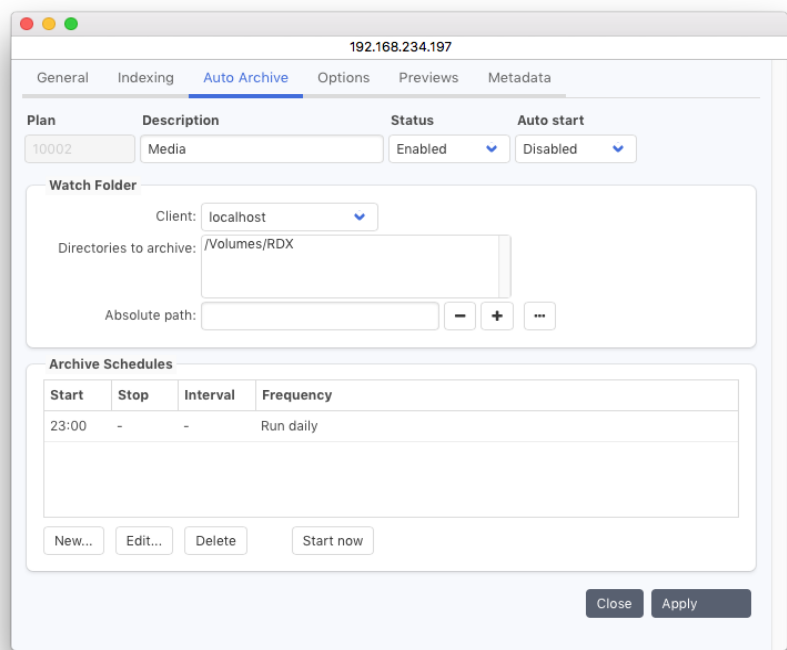 192.168.234.197
General Indexing Auto Archive Options Previews Metadata
Plan Description Status Auto start
10002 Media Enabled Disabled
Watch Folder
Client: localhost
Directories to archive: /Volumes/RDX
Absolute path:
Archive Schedules
Start Stop Interval Frequency
23:00 - - Run daily
New... Edit... Delete Start now
Close Apply